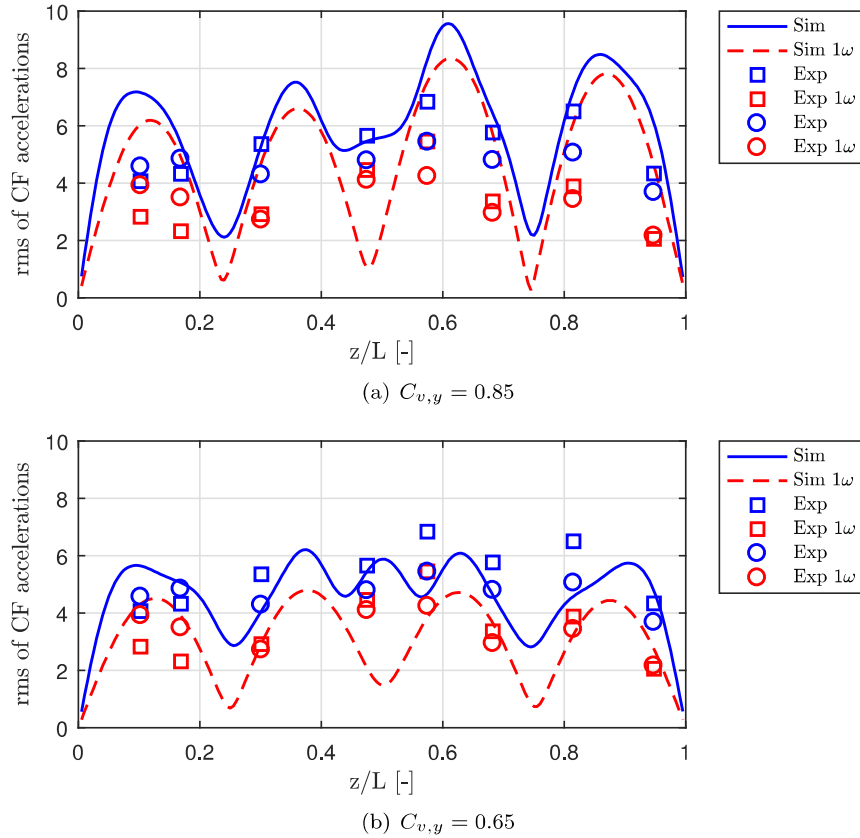 10
8
6
4
2
0
rms of CF accelerations
0
0.2
0.4
0.6
0.8
1
z/L [-]
Sim
Sim 1ω
Exp
Exp 1ω
Exp
Exp 1ω
(a) C_{v,y} = 0.85
10
8
6
4
2
0
rms of CF accelerations
0
0.2
0.4
0.6
0.8
1
z/L [-]
Sim
Sim 1ω
Exp
Exp 1ω
Exp
Exp 1ω
(b) C_{v,y} = 0.65